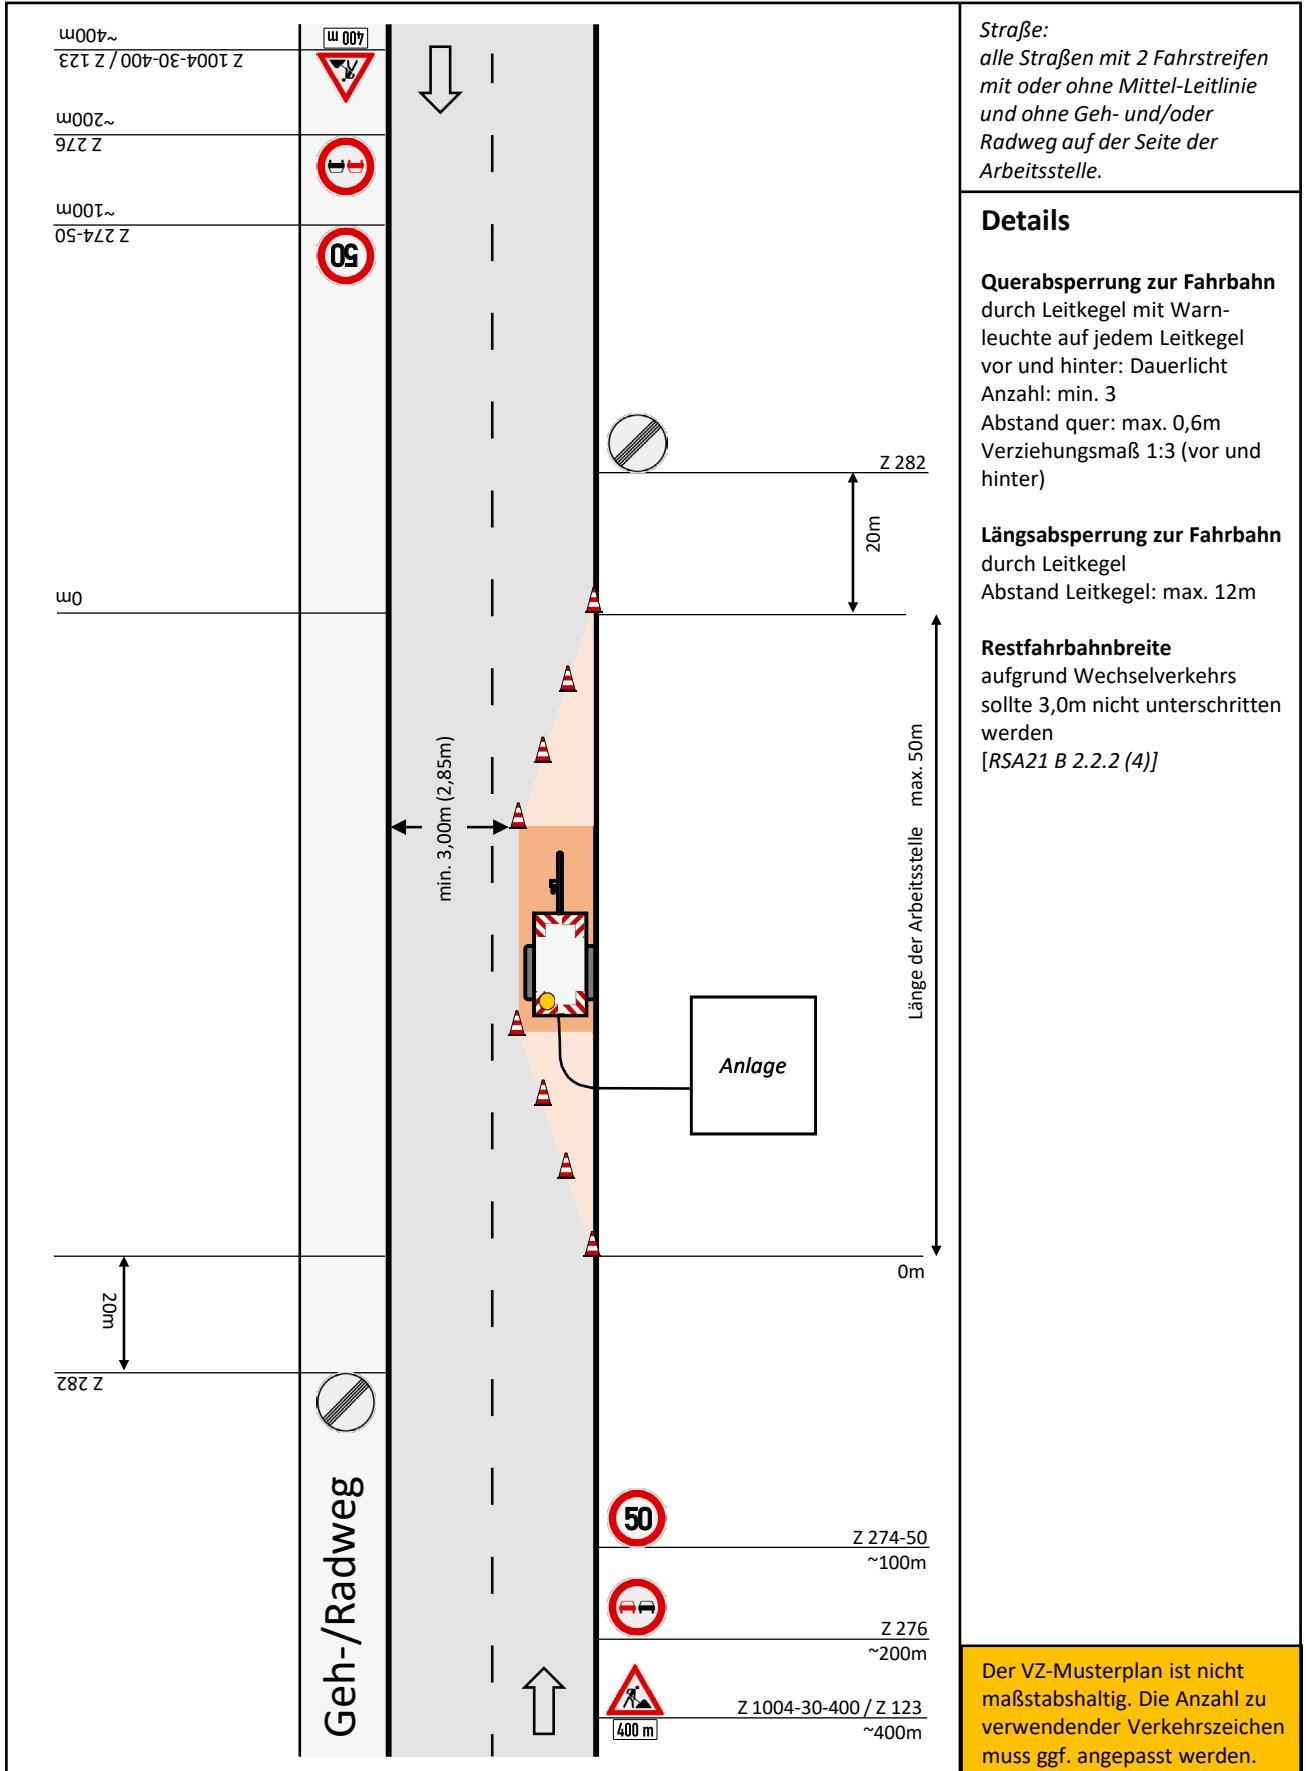 400 m
~400m
Z 1004-30-400 / Z 123
~200m
Z 276
~100m
Z 274-50
50
Z 282
20m
0m
min. 3,00m (2,85m)
Länge der Arbeitsstelle max. 50m
Anlage
0m
20m
Z 282
Geh-/Radweg
50
Z 274-50
~100m
Z 276
~200m
Z 1004-30-400 / Z 123
400 m
~400m
Straße:
alle Straßen mit 2 Fahrstreifen
mit oder ohne Mittel-Leitlinie
und ohne Geh- und/oder
Radweg auf der Seite der
Arbeitsstelle.
Details
Querabsperrung zur Fahrbahn
durch Leitkegel mit Warn-
leuchte auf jedem Leitkegel
vor und hinter: Dauerlicht
Anzahl: min. 3
Abstand quer: max. 0,6m
Verziehungsmaß 1:3 (vor und
hinter)
Längsabsperrung zur Fahrbahn
durch Leitkegel
Abstand Leitkegel: max. 12m
Restfahrbahnbreite
aufgrund Wechselverkehrs
sollte 3,0m nicht unterschritten
werden
[RSA21 B 2.2.2 (4)]
Der VZ-Musterplan ist nicht
maßstabshaltig. Die Anzahl zu
verwendender Verkehrszeichen
muss ggf. angepasst werden.